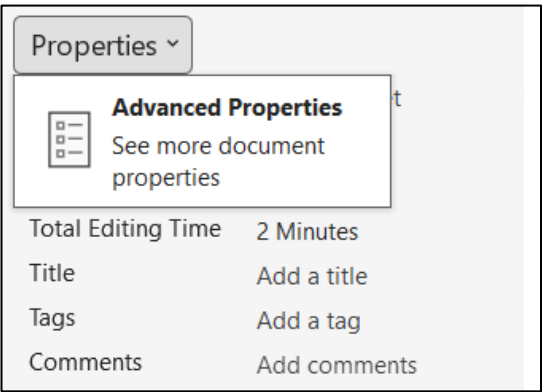 Properties
Advanced Properties
See more document
properties
Total Editing Time 2 Minutes
Title Add a title
Tags Add a tag
Comments Add comments